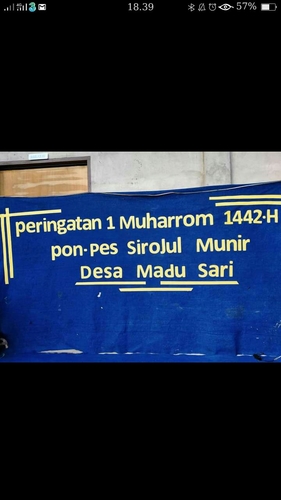 18.39
57%
peringatan 1 Muharrom 1442·H
pon·pes Sirojul Munir
Desa Madu Sari